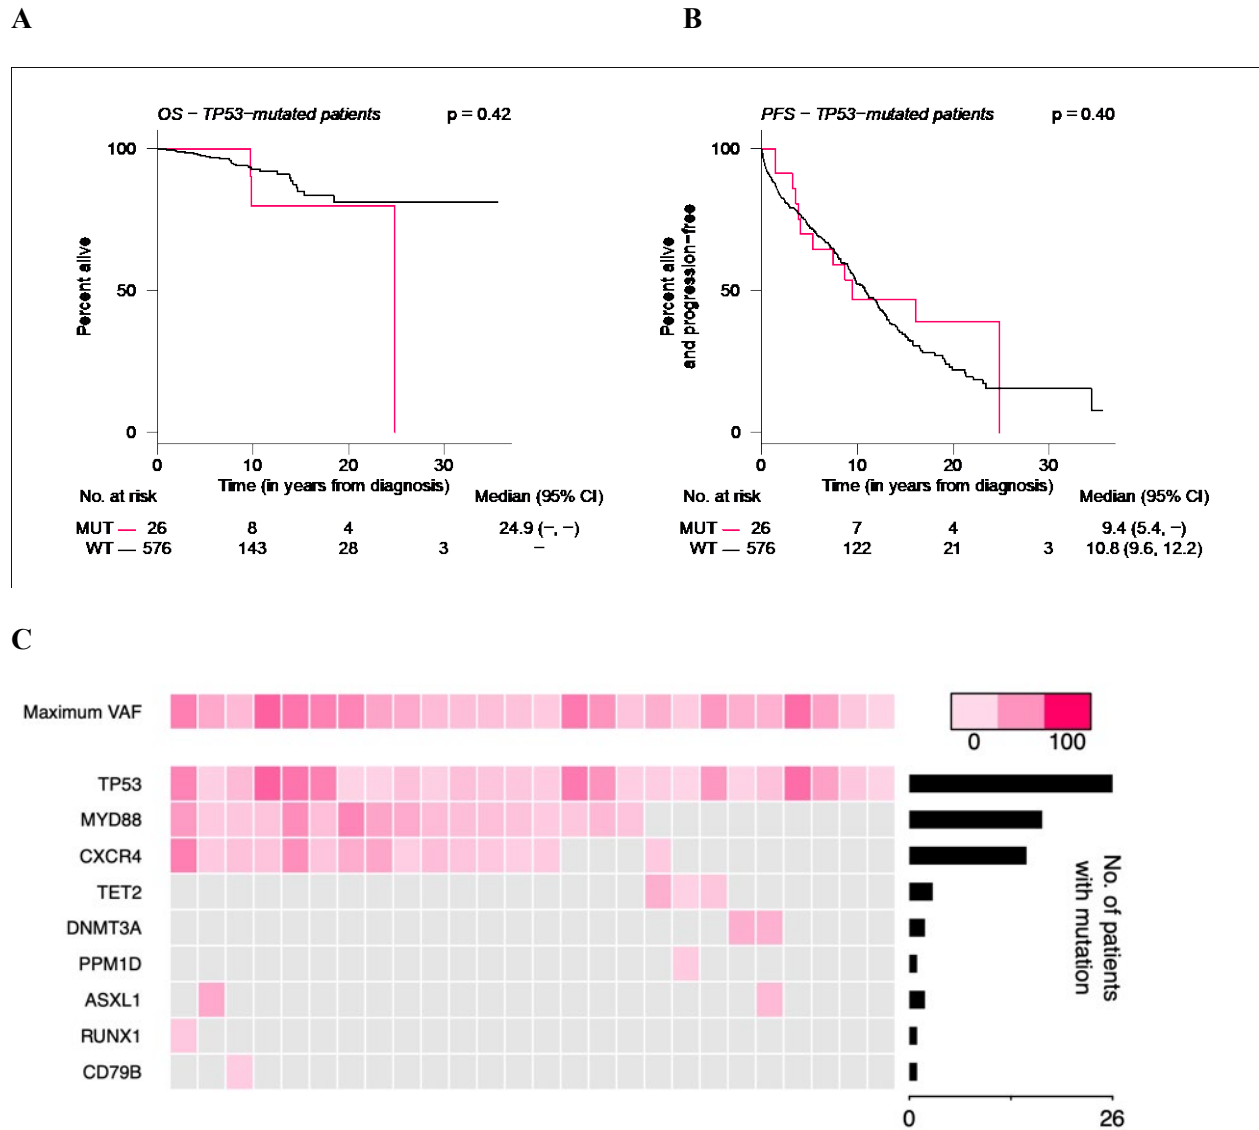 A
B
OS − TP53−mutated patients p = 0.42
100
50
0
Percent alive
0 10 20 30
Time (in years from diagnosis)
No. at risk Median (95% CI)
MUT — 26 8 4 24.9 (−, −)
WT — 576 143 28 3 −
PFS − TP53−mutated patients p = 0.40
100
50
0
Percent alive
and progression−free
0 10 20 30
Time (in years from diagnosis)
No. at risk Median (95% CI)
MUT — 26 7 4 9.4 (5.4, −)
WT — 576 122 21 3 10.8 (9.6, 12.2)
C
Maximum VAF
0 100
TP53
MYD88
CXCR4
TET2
DNMT3A
PPM1D
ASXL1
RUNX1
CD79B
No. of patients
with mutation
0 26